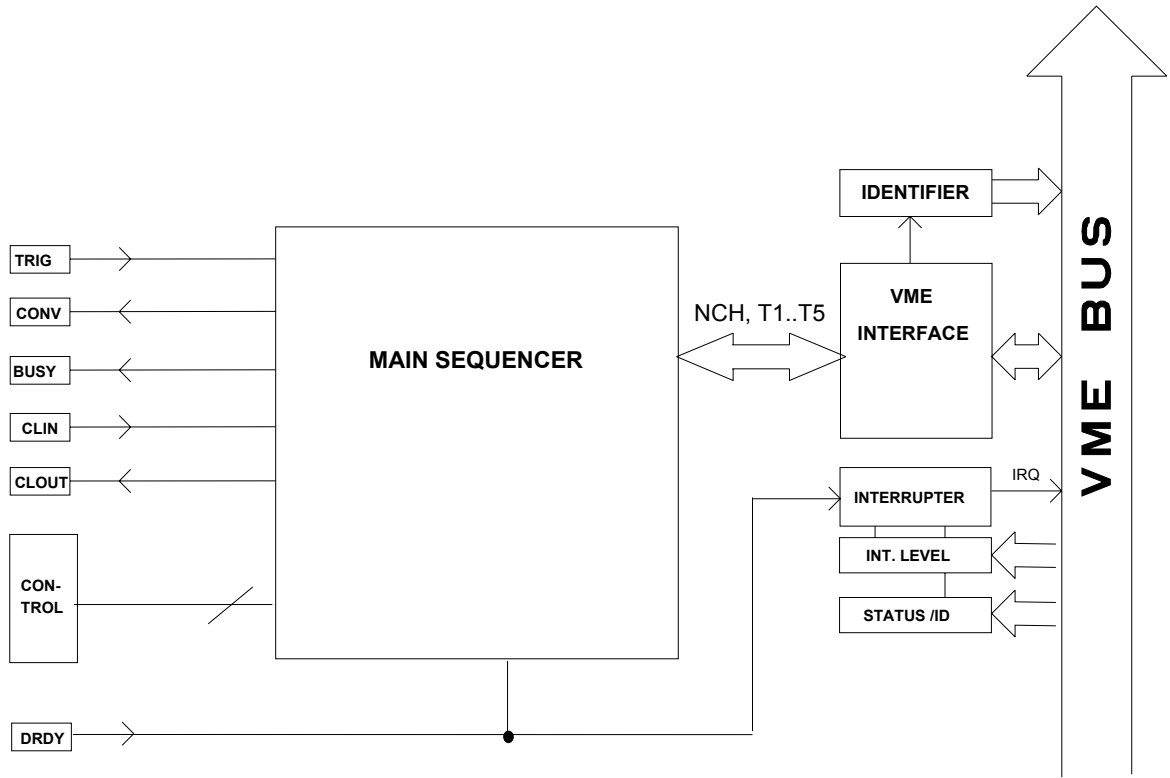 IDENTIFIER
TRIG
CONV
BUSY
CLIN
CLOUT
CON-
TROL
DRDY
MAIN SEQUENCER
NCH, T1..T5
VME
INTERFACE
INTERRUPTER
IRQ
INT. LEVEL
STATUS /ID
VME BUS